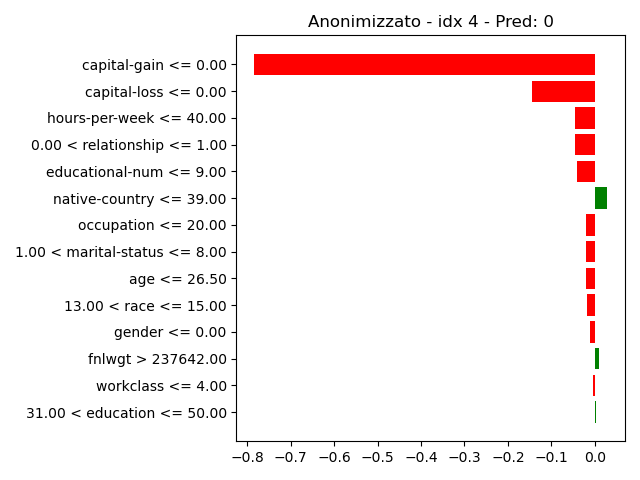 Anonimizzato - idx 4 - Pred: 0
capital-gain <= 0.00
capital-loss <= 0.00
hours-per-week <= 40.00
0.00 < relationship <= 1.00
educational-num <= 9.00
native-country <= 39.00
occupation <= 20.00
1.00 < marital-status <= 8.00
age <= 26.50
13.00 < race <= 15.00
gender <= 0.00
fnlwgt > 237642.00
workclass <= 4.00
31.00 < education <= 50.00
−0.8 −0.7 −0.6 −0.5 −0.4 −0.3 −0.2 −0.1 0.0